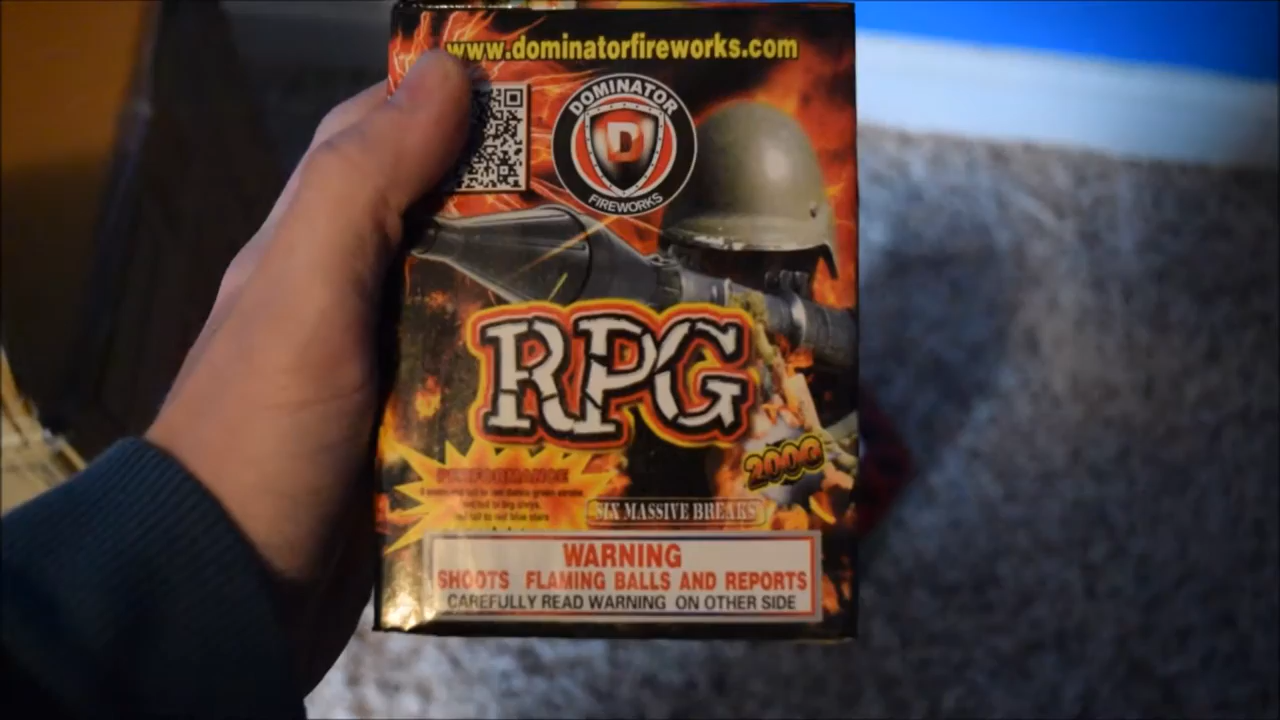 www.dominatorfireworks.com
DOMINATOR
D
FIREWORKS
RPG
200G
PERFORMANCE
SIX MASSIVE BREAKS
WARNING
SHOOTS FLAMING BALLS AND REPORTS
CAREFULLY READ WARNING ON OTHER SIDE